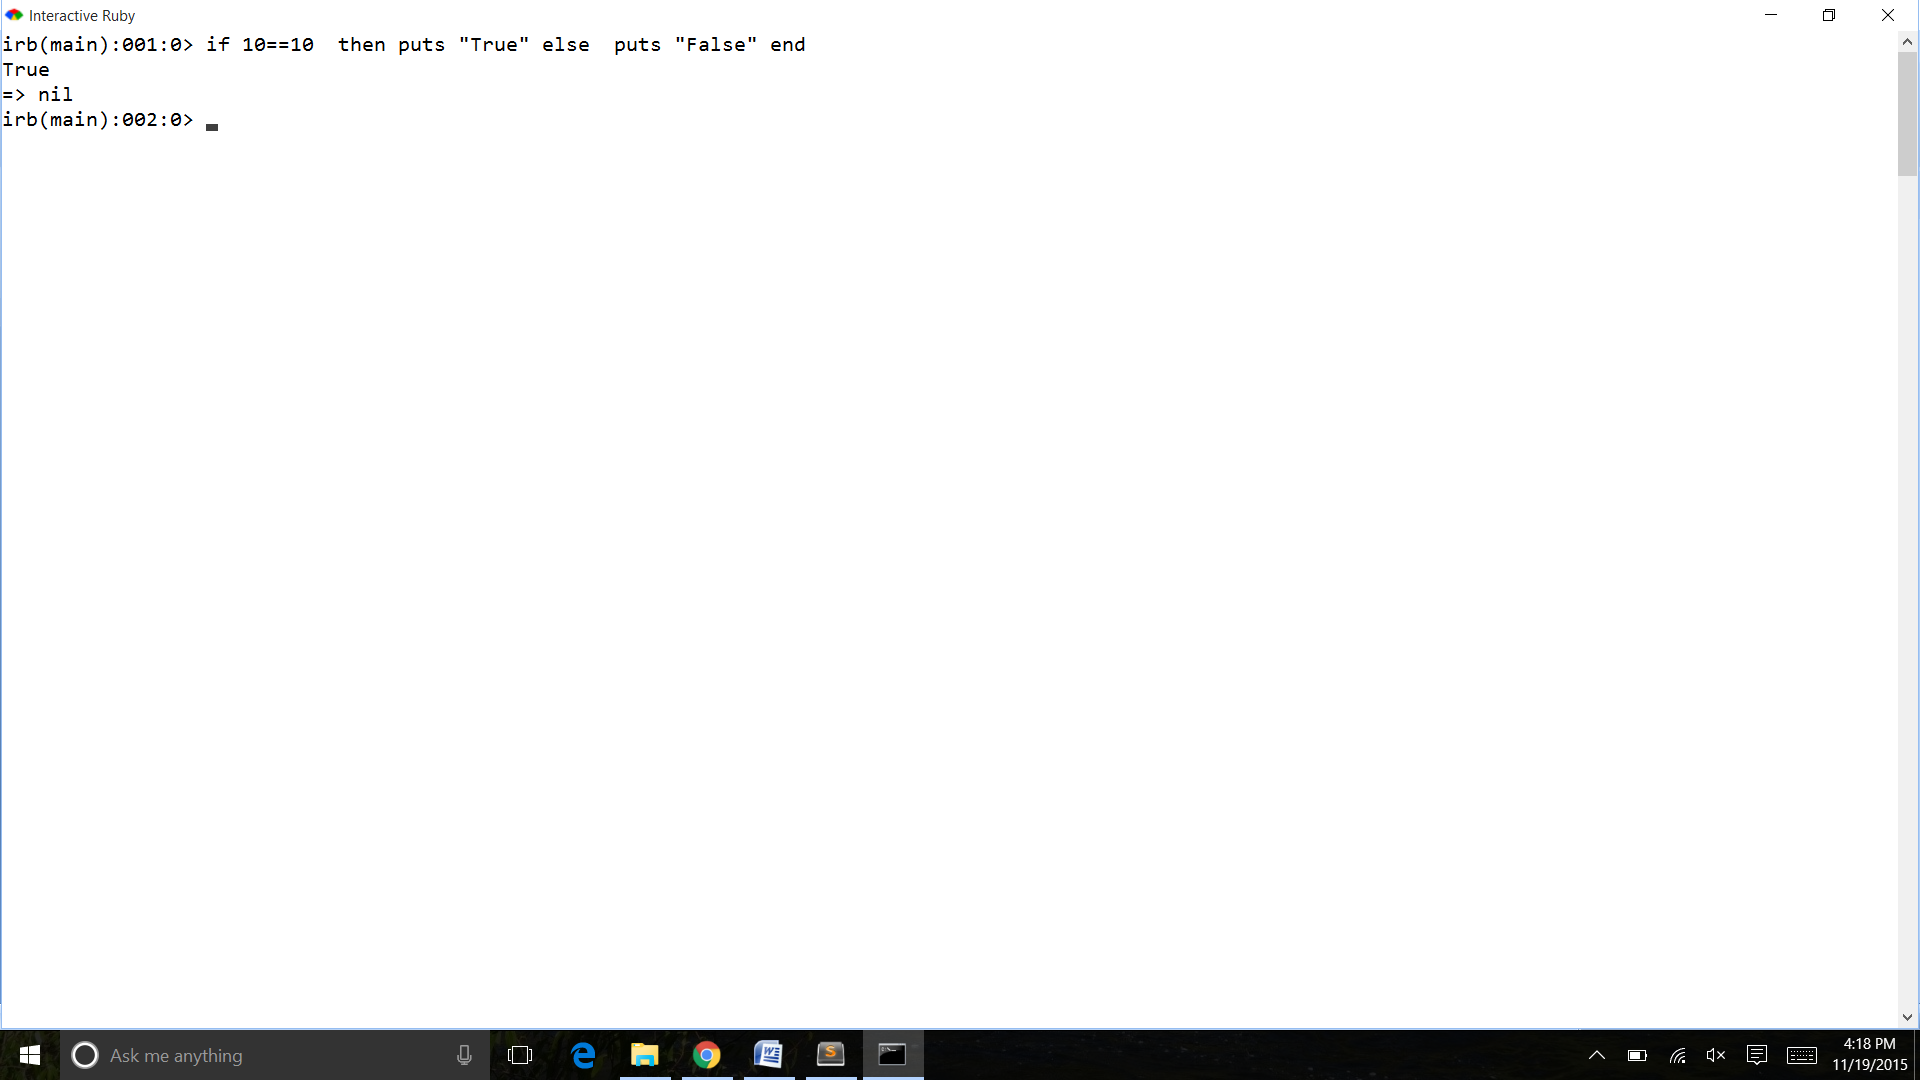 Interactive Ruby
irb(main):001:0> if 10==10  then puts "True" else  puts "False" end
True
=> nil
irb(main):002:0>
Ask me anything
4:18 PM
11/19/2015